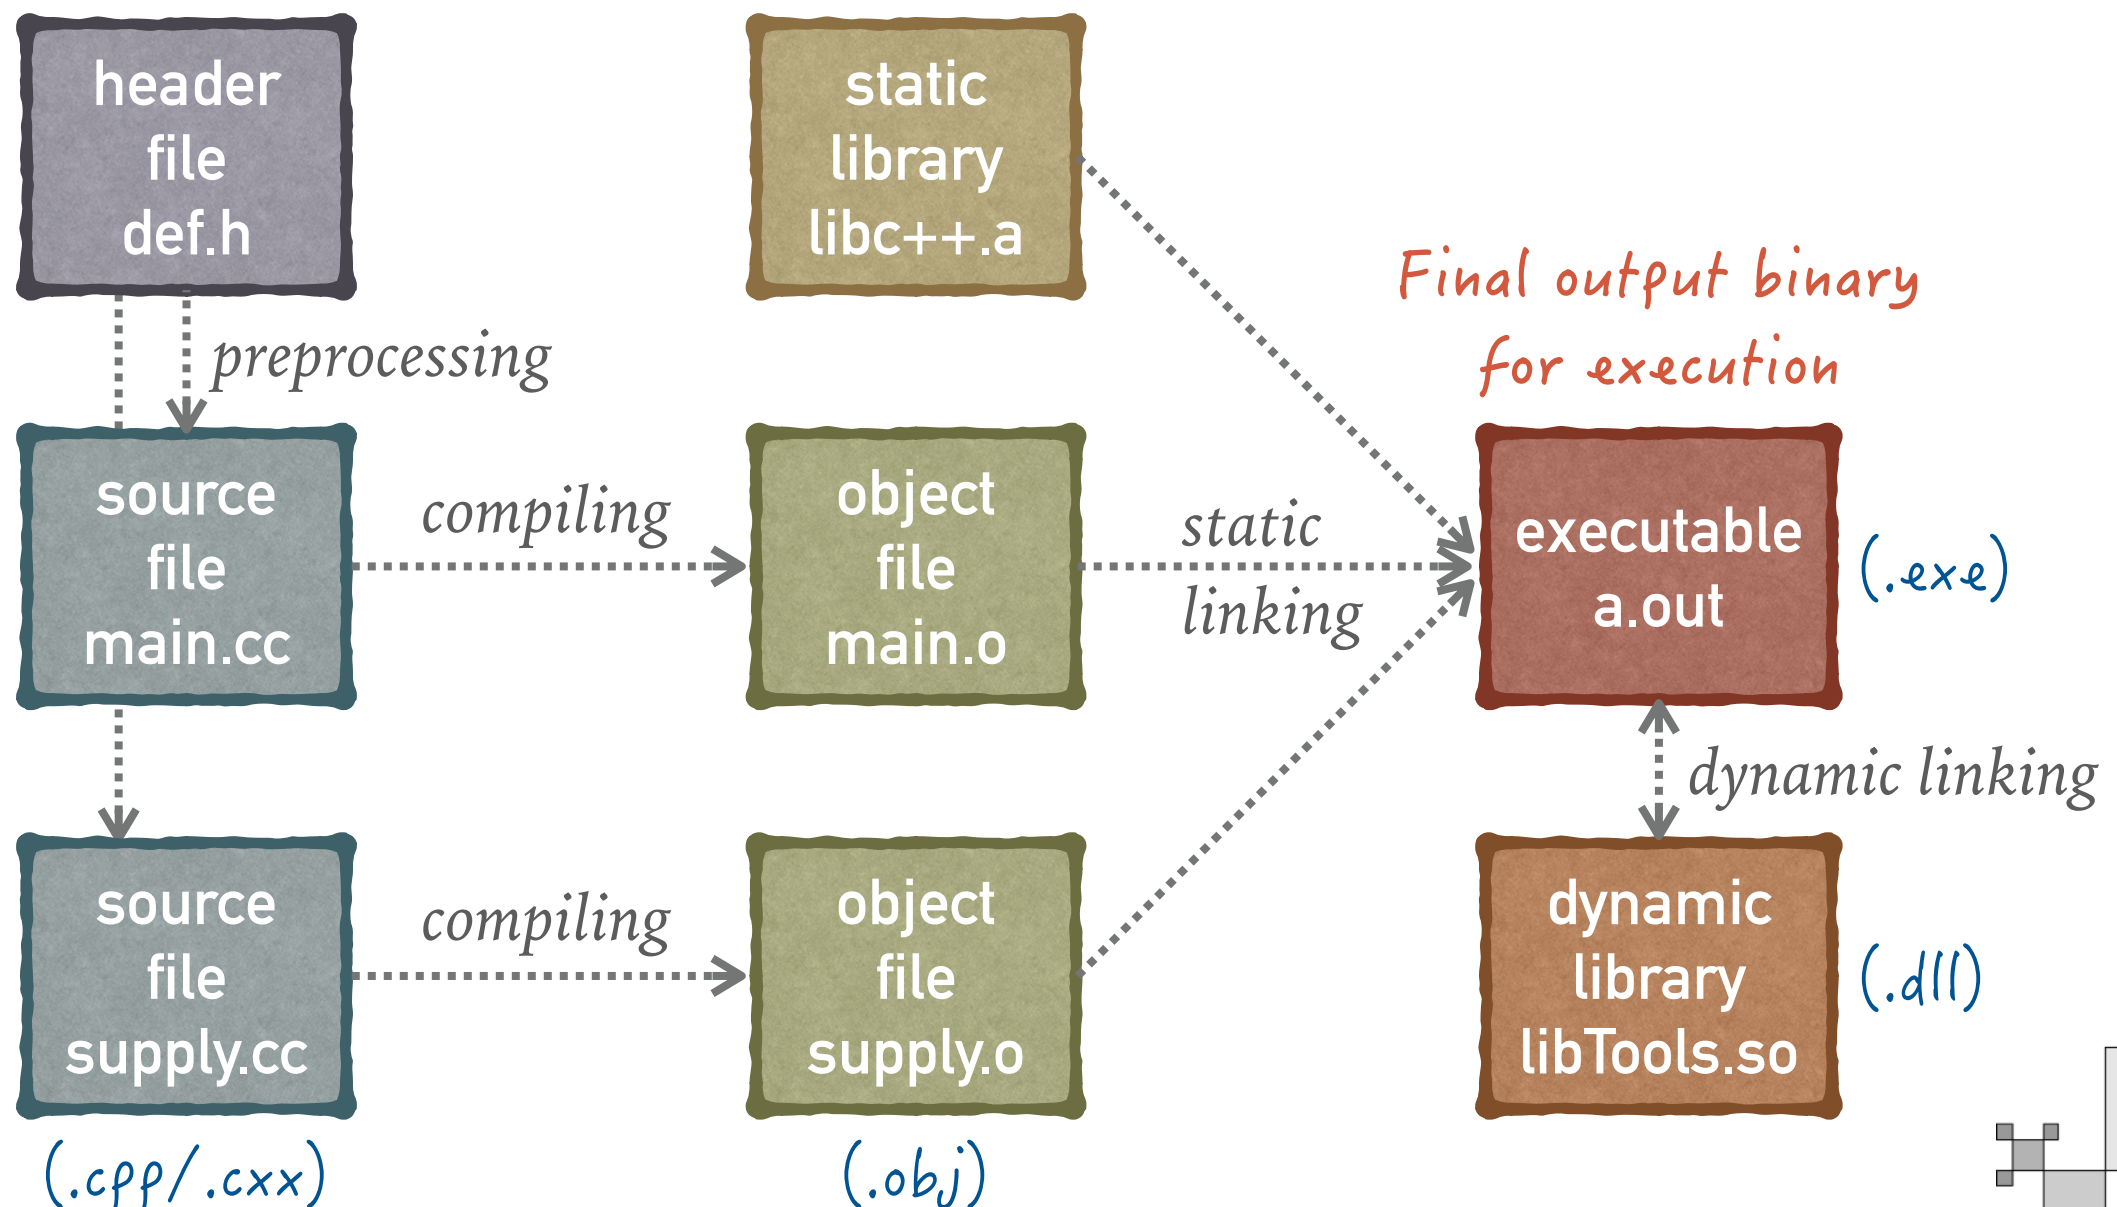 header
file
def.h
static
library
libc++.a
Final output binary
for execution
preprocessing
source
file
main.cc
compiling
object
file
main.o
static
linking
executable
a.out
(.exe)
dynamic linking
source
file
supply.cc
compiling
object
file
supply.o
dynamic
library
libTools.so
(.dll)
(.cpp/.cxx)
(.obj)